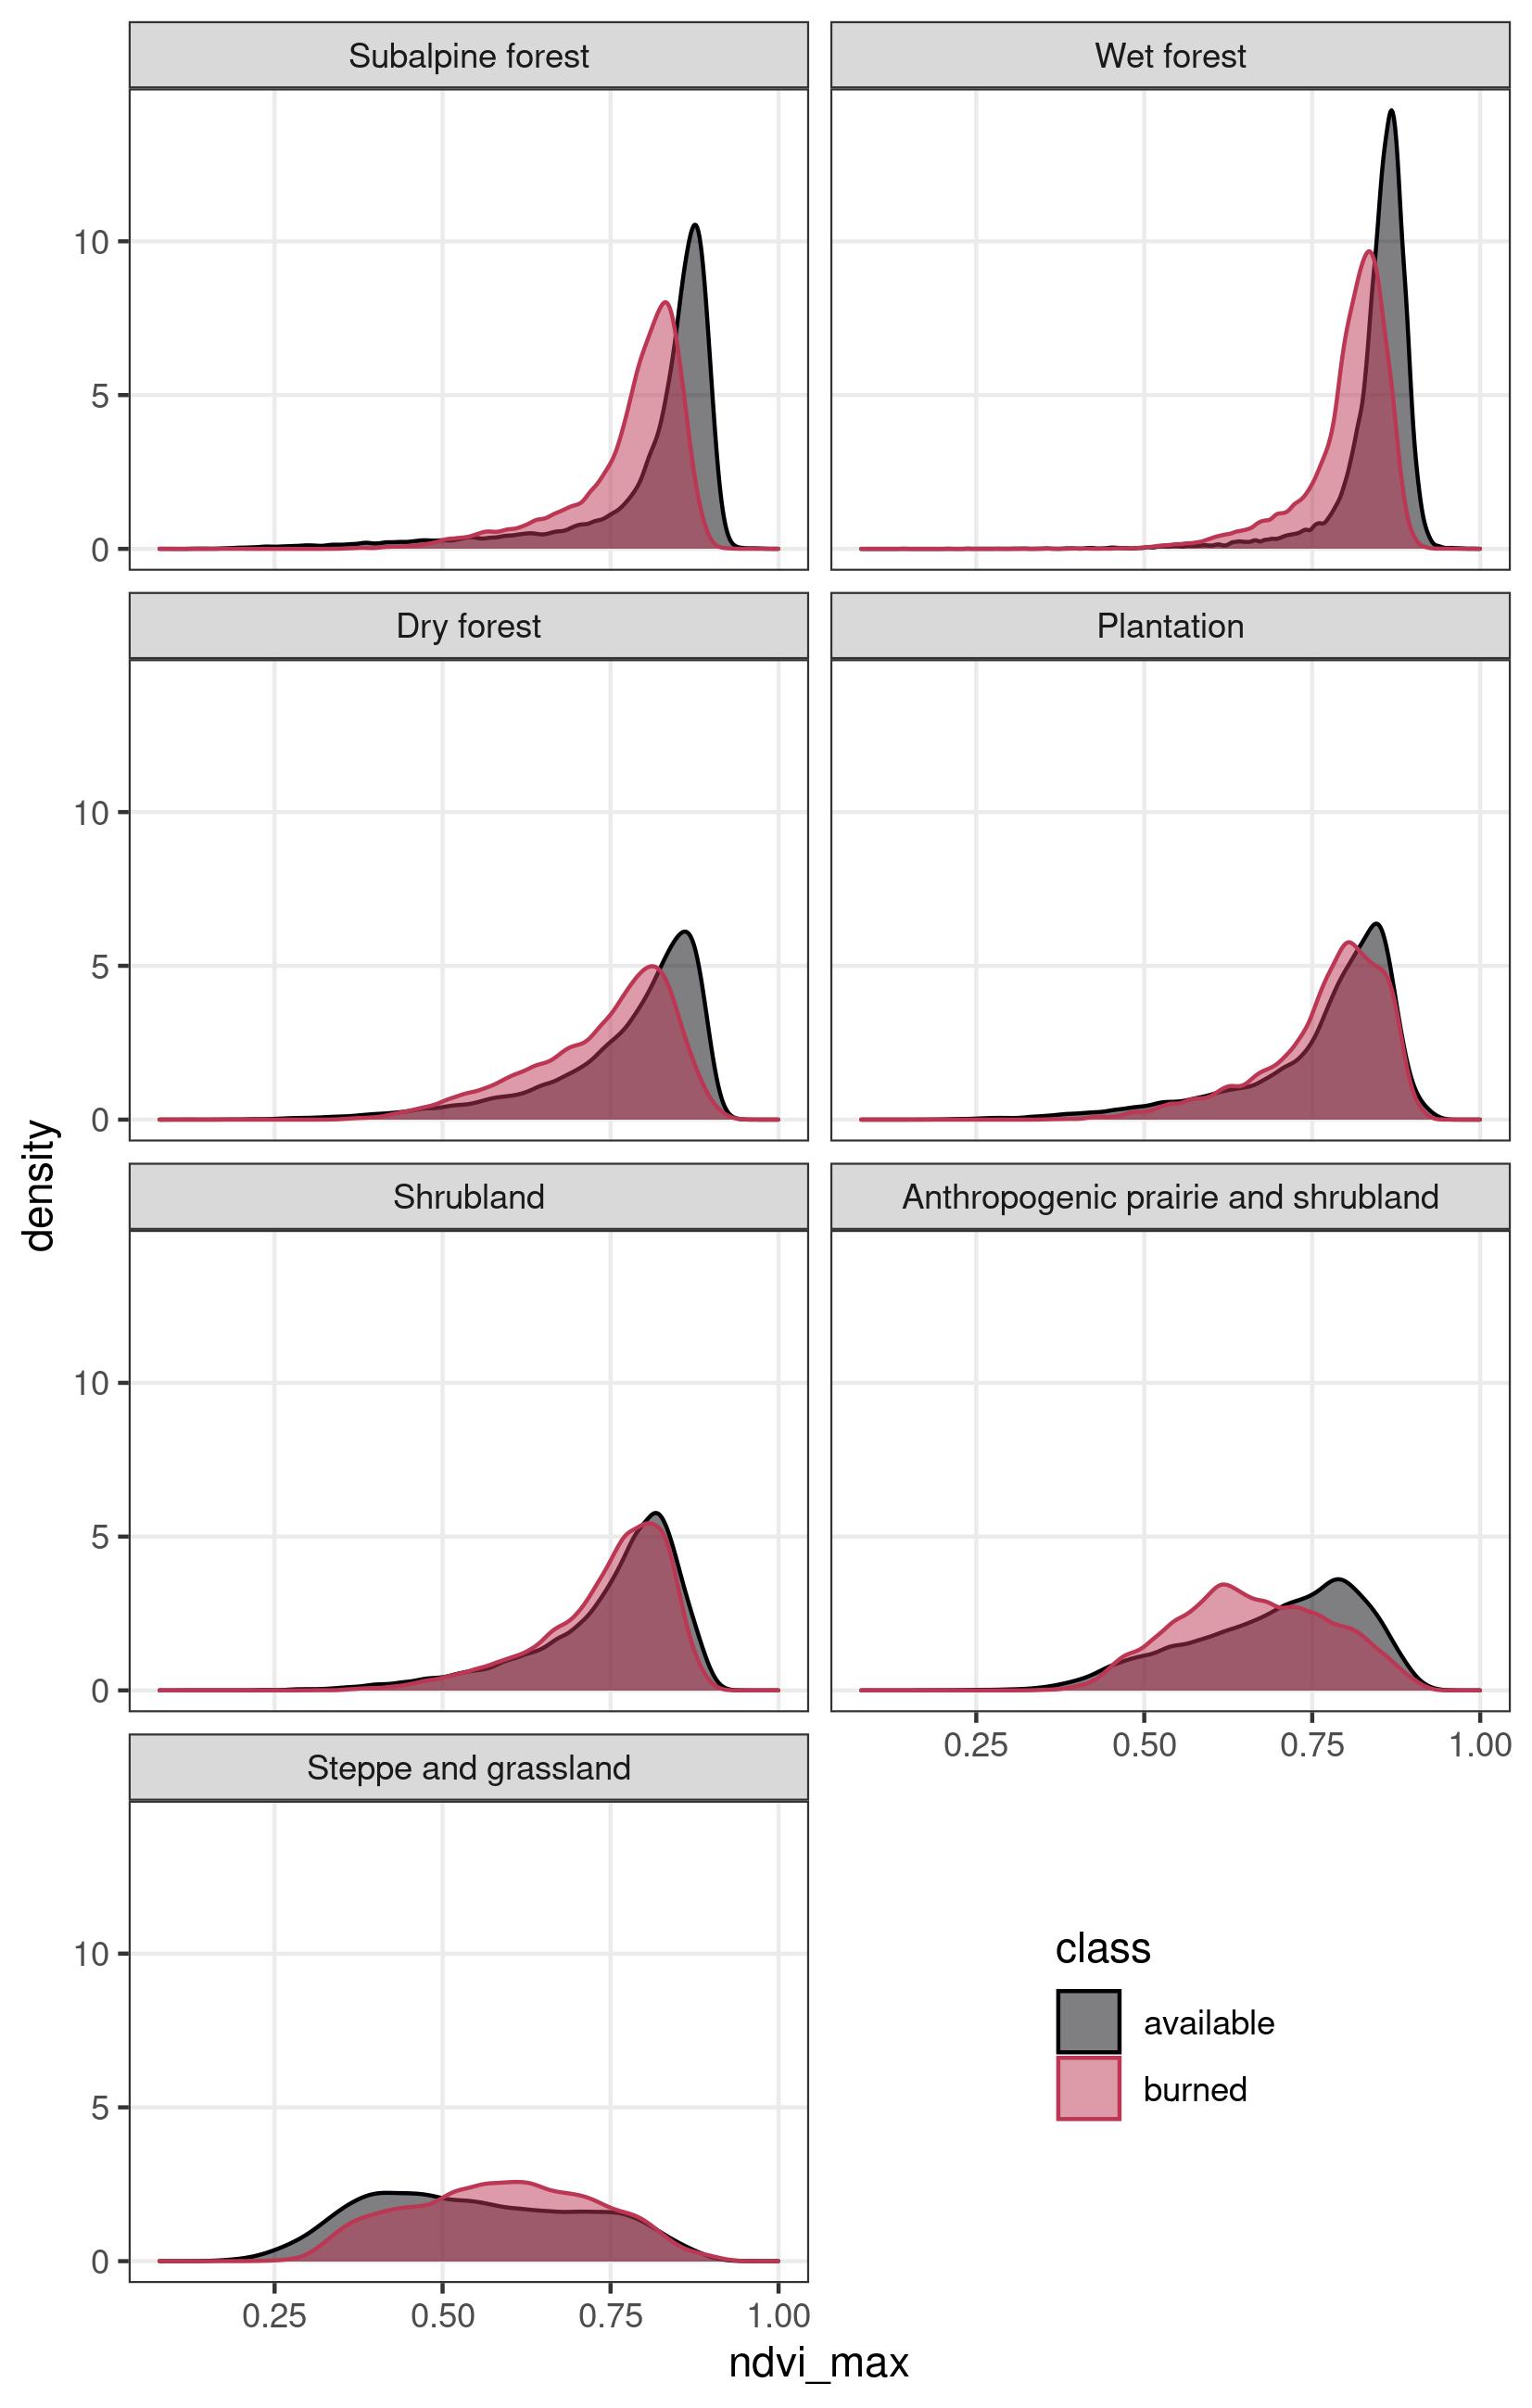 Subalpine forest
Wet forest
10
5
0
Dry forest
Plantation
10
5
0
Shrubland
Anthropogenic prairie and shrubland
10
5
0
0.25 0.50 0.75 1.00
Steppe and grassland
10
5
0
0.25 0.50 0.75 1.00
density
ndvi_max
class
available
burned